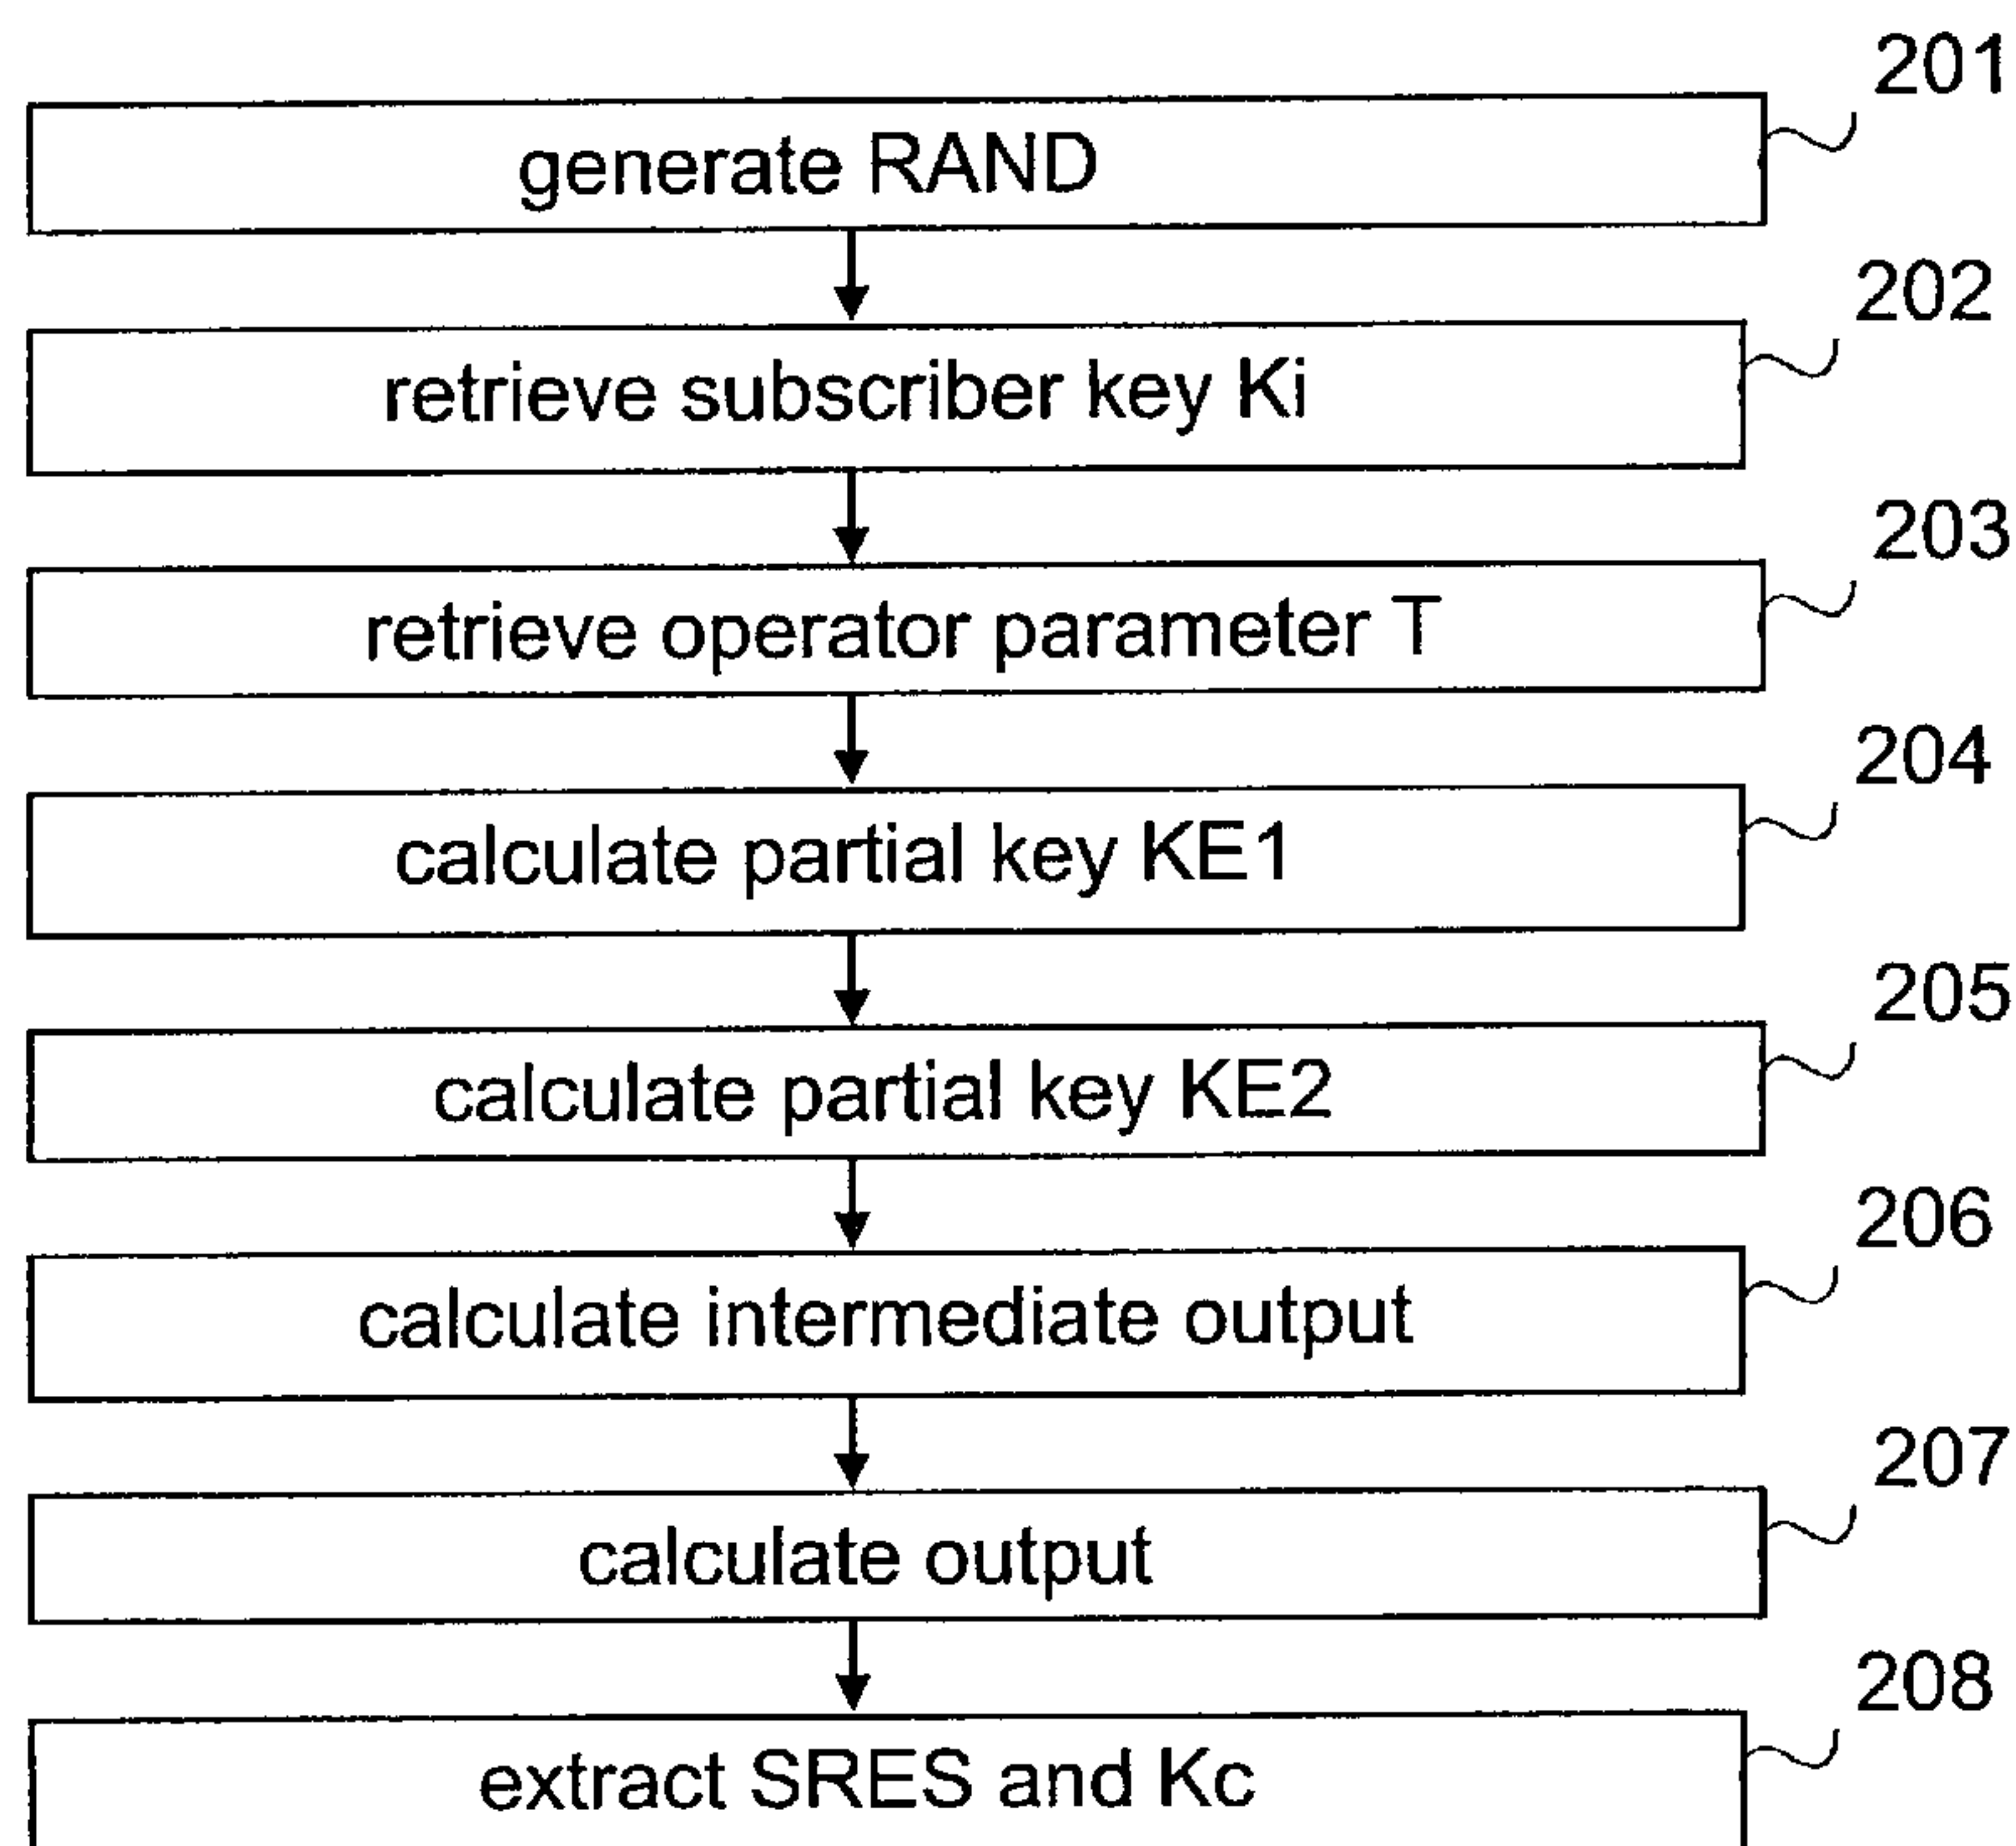 201
generate RAND
202
retrieve subscriber key Ki
203
retrieve operator parameter T
204
calculate partial key KE1
205
calculate partial key KE2
206
calculate intermediate output
207
calculate output
208
extract SRES and Kc